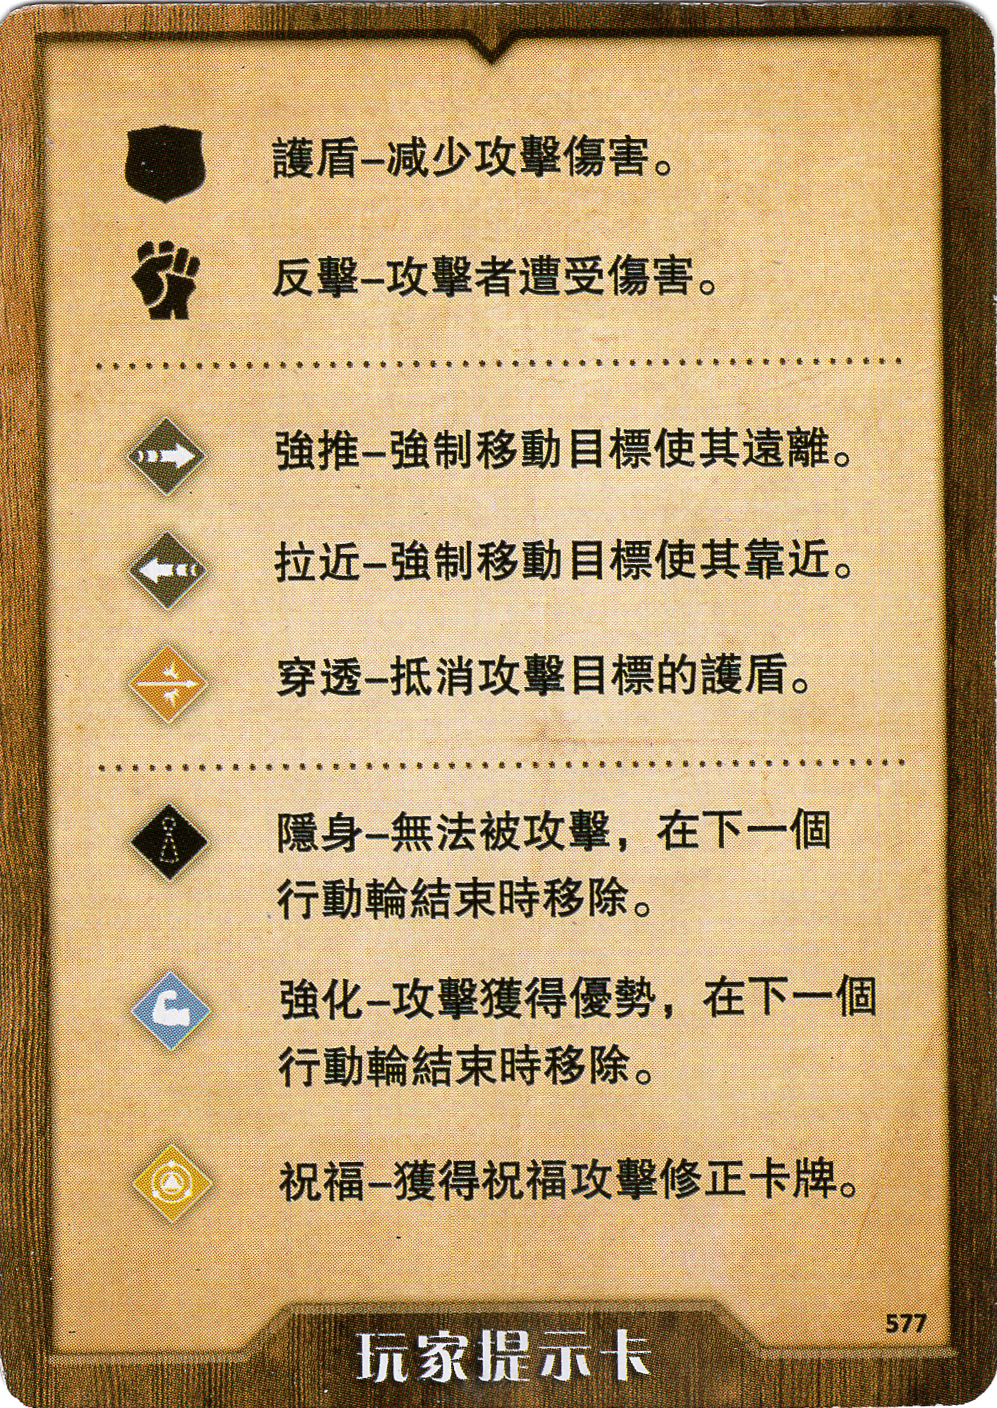 護盾–減少攻擊傷害。
反擊–攻擊者遭受傷害。
強推–強制移動目標使其遠離。
拉近–強制移動目標使其靠近。
穿透–抵消攻擊目標的護盾。
隱身–無法被攻擊，在下一個
行動輪結束時移除。
強化–攻擊獲得優勢，在下一個
行動輪結束時移除。
祝福–獲得祝福攻擊修正卡牌。
577
玩家提示卡